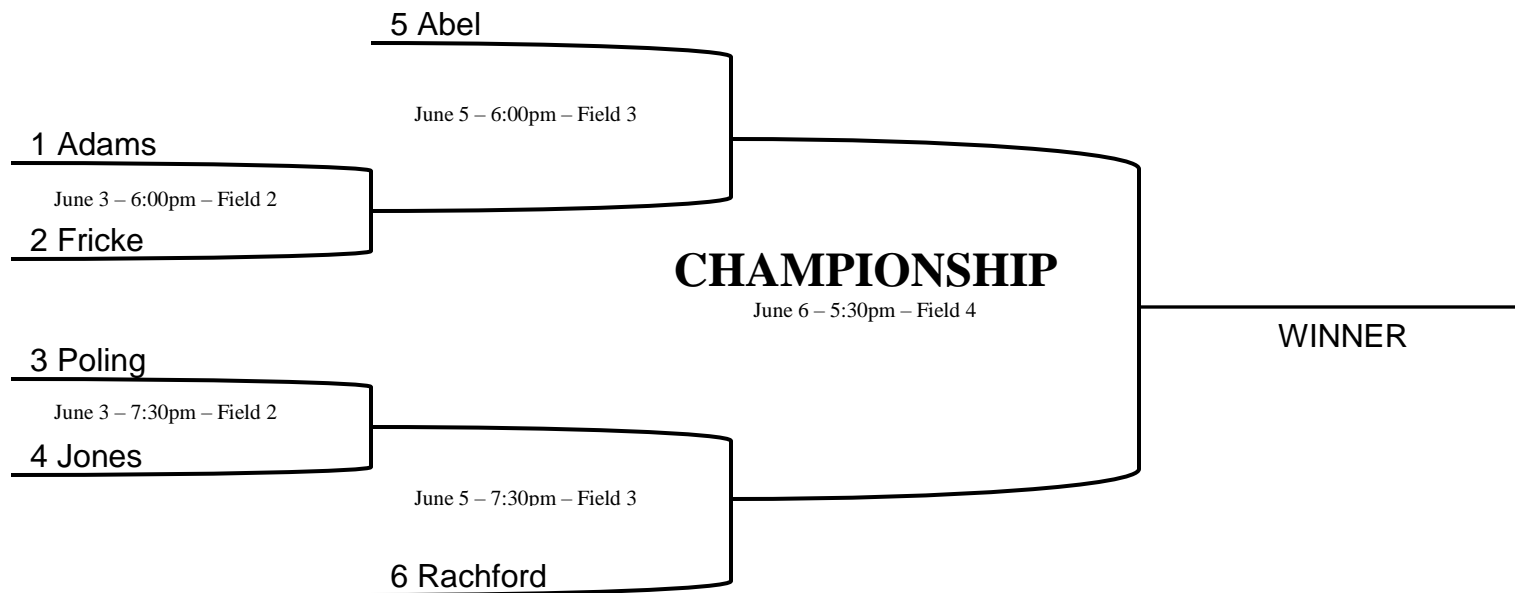 5 Abel
June 5 – 6:00pm – Field 3
1 Adams
June 3 – 6:00pm – Field 2
2 Fricke
CHAMPIONSHIP
June 6 – 5:30pm – Field 4
WINNER
3 Poling
June 3 – 7:30pm – Field 2
4 Jones
June 5 – 7:30pm – Field 3
6 Rachford